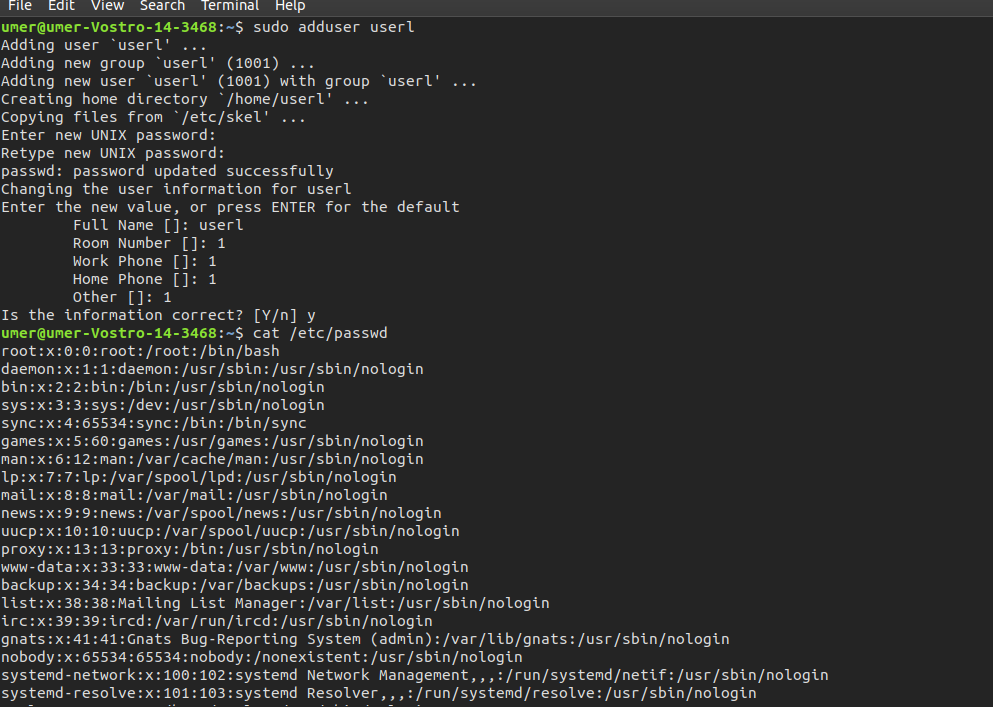 File Edit View Search Terminal Help
umer@umer-Vostro-14-3468:~$ sudo adduser userl
Adding user `userl' ...
Adding new group `userl' (1001) ...
Adding new user `userl' (1001) with group `userl' ...
Creating home directory `/home/userl' ...
Copying files from `/etc/skel' ...
Enter new UNIX password:
Retype new UNIX password:
passwd: password updated successfully
Changing the user information for userl
Enter the new value, or press ENTER for the default
Full Name []: userl
Room Number []: 1
Work Phone []: 1
Home Phone []: 1
Other []: 1
Is the information correct? [Y/n] y
umer@umer-Vostro-14-3468:~$ cat /etc/passwd
root:x:0:0:root:/root:/bin/bash
daemon:x:1:1:daemon:/usr/sbin:/usr/sbin/nologin
bin:x:2:2:bin:/bin:/usr/sbin/nologin
sys:x:3:3:sys:/dev:/usr/sbin/nologin
sync:x:4:65534:sync:/bin:/bin/sync
games:x:5:60:games:/usr/games:/usr/sbin/nologin
man:x:6:12:man:/var/cache/man:/usr/sbin/nologin
lp:x:7:7:lp:/var/spool/lpd:/usr/sbin/nologin
mail:x:8:8:mail:/var/mail:/usr/sbin/nologin
news:x:9:9:news:/var/spool/news:/usr/sbin/nologin
uucp:x:10:10:uucp:/var/spool/uucp:/usr/sbin/nologin
proxy:x:13:13:proxy:/bin:/usr/sbin/nologin
www-data:x:33:33:www-data:/var/www:/usr/sbin/nologin
backup:x:34:34:backup:/var/backups:/usr/sbin/nologin
list:x:38:38:Mailing List Manager:/var/list:/usr/sbin/nologin
irc:x:39:39:ircd:/var/run/ircd:/usr/sbin/nologin
gnats:x:41:41:Gnats Bug-Reporting System (admin):/var/lib/gnats:/usr/sbin/nologin
nobody:x:65534:65534:nobody:/nonexistent:/usr/sbin/nologin
systemd-network:x:100:102:systemd Network Management,,,:/run/systemd/netif:/usr/sbin/nologin
systemd-resolve:x:101:103:systemd Resolver,,,:/run/systemd/resolve:/usr/sbin/nologin